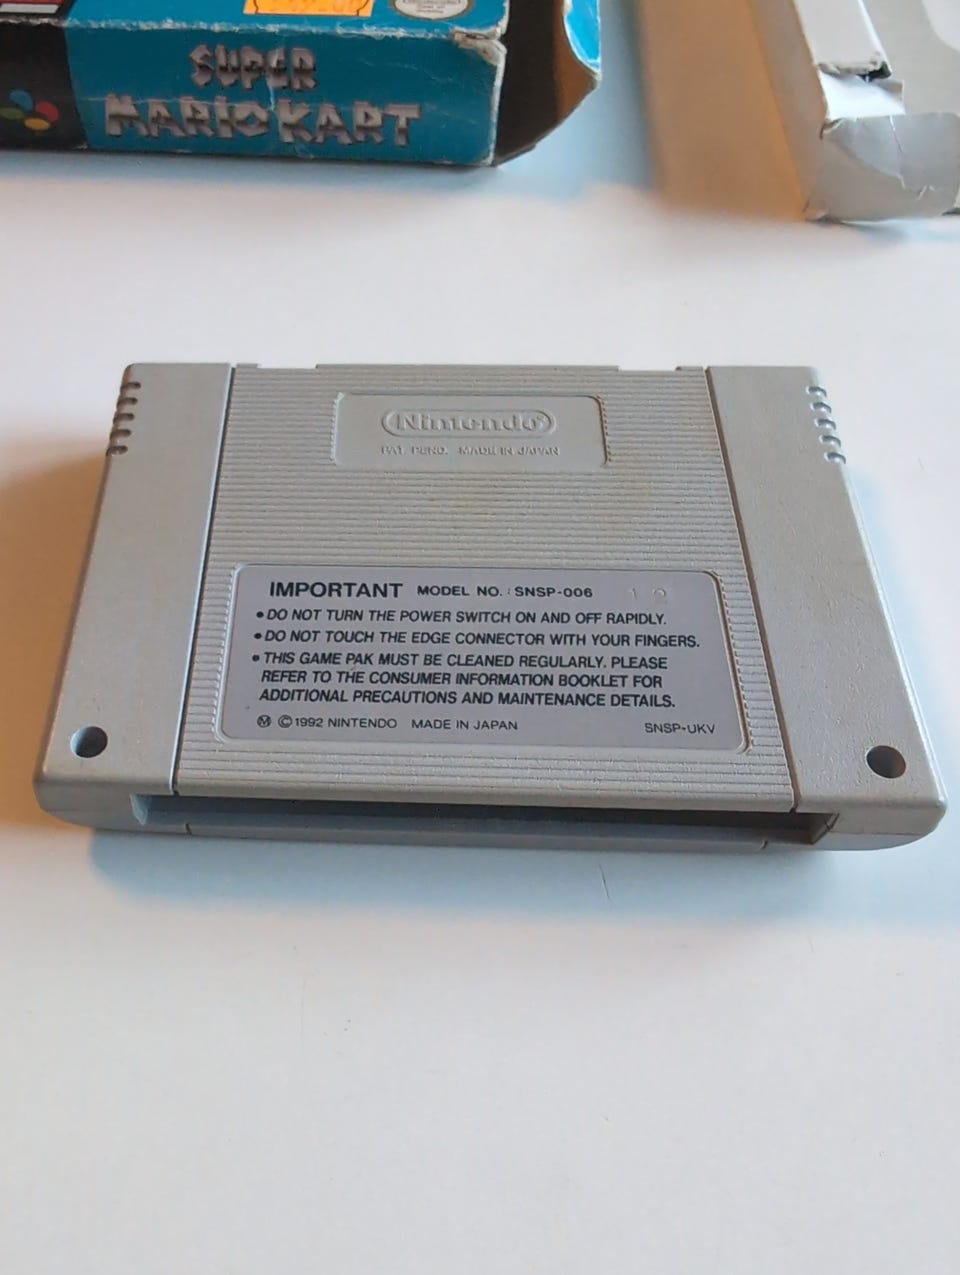 SUPER
MARIOKART
Nintendo®
PAT. PEND. MADE IN JAPAN
IMPORTANT MODEL NO. : SNSP-006 12
• DO NOT TURN THE POWER SWITCH ON AND OFF RAPIDLY.
• DO NOT TOUCH THE EDGE CONNECTOR WITH YOUR FINGERS.
• THIS GAME PAK MUST BE CLEANED REGULARLY. PLEASE
REFER TO THE CONSUMER INFORMATION BOOKLET FOR
ADDITIONAL PRECAUTIONS AND MAINTENANCE DETAILS.
Ⓜ ©1992 NINTENDO MADE IN JAPAN SNSP-UKV